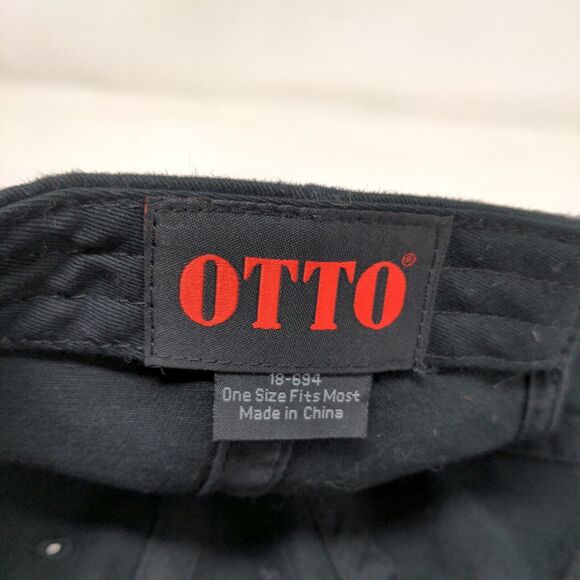 OTTO®
18-694
One Size Fits Most
Made in China